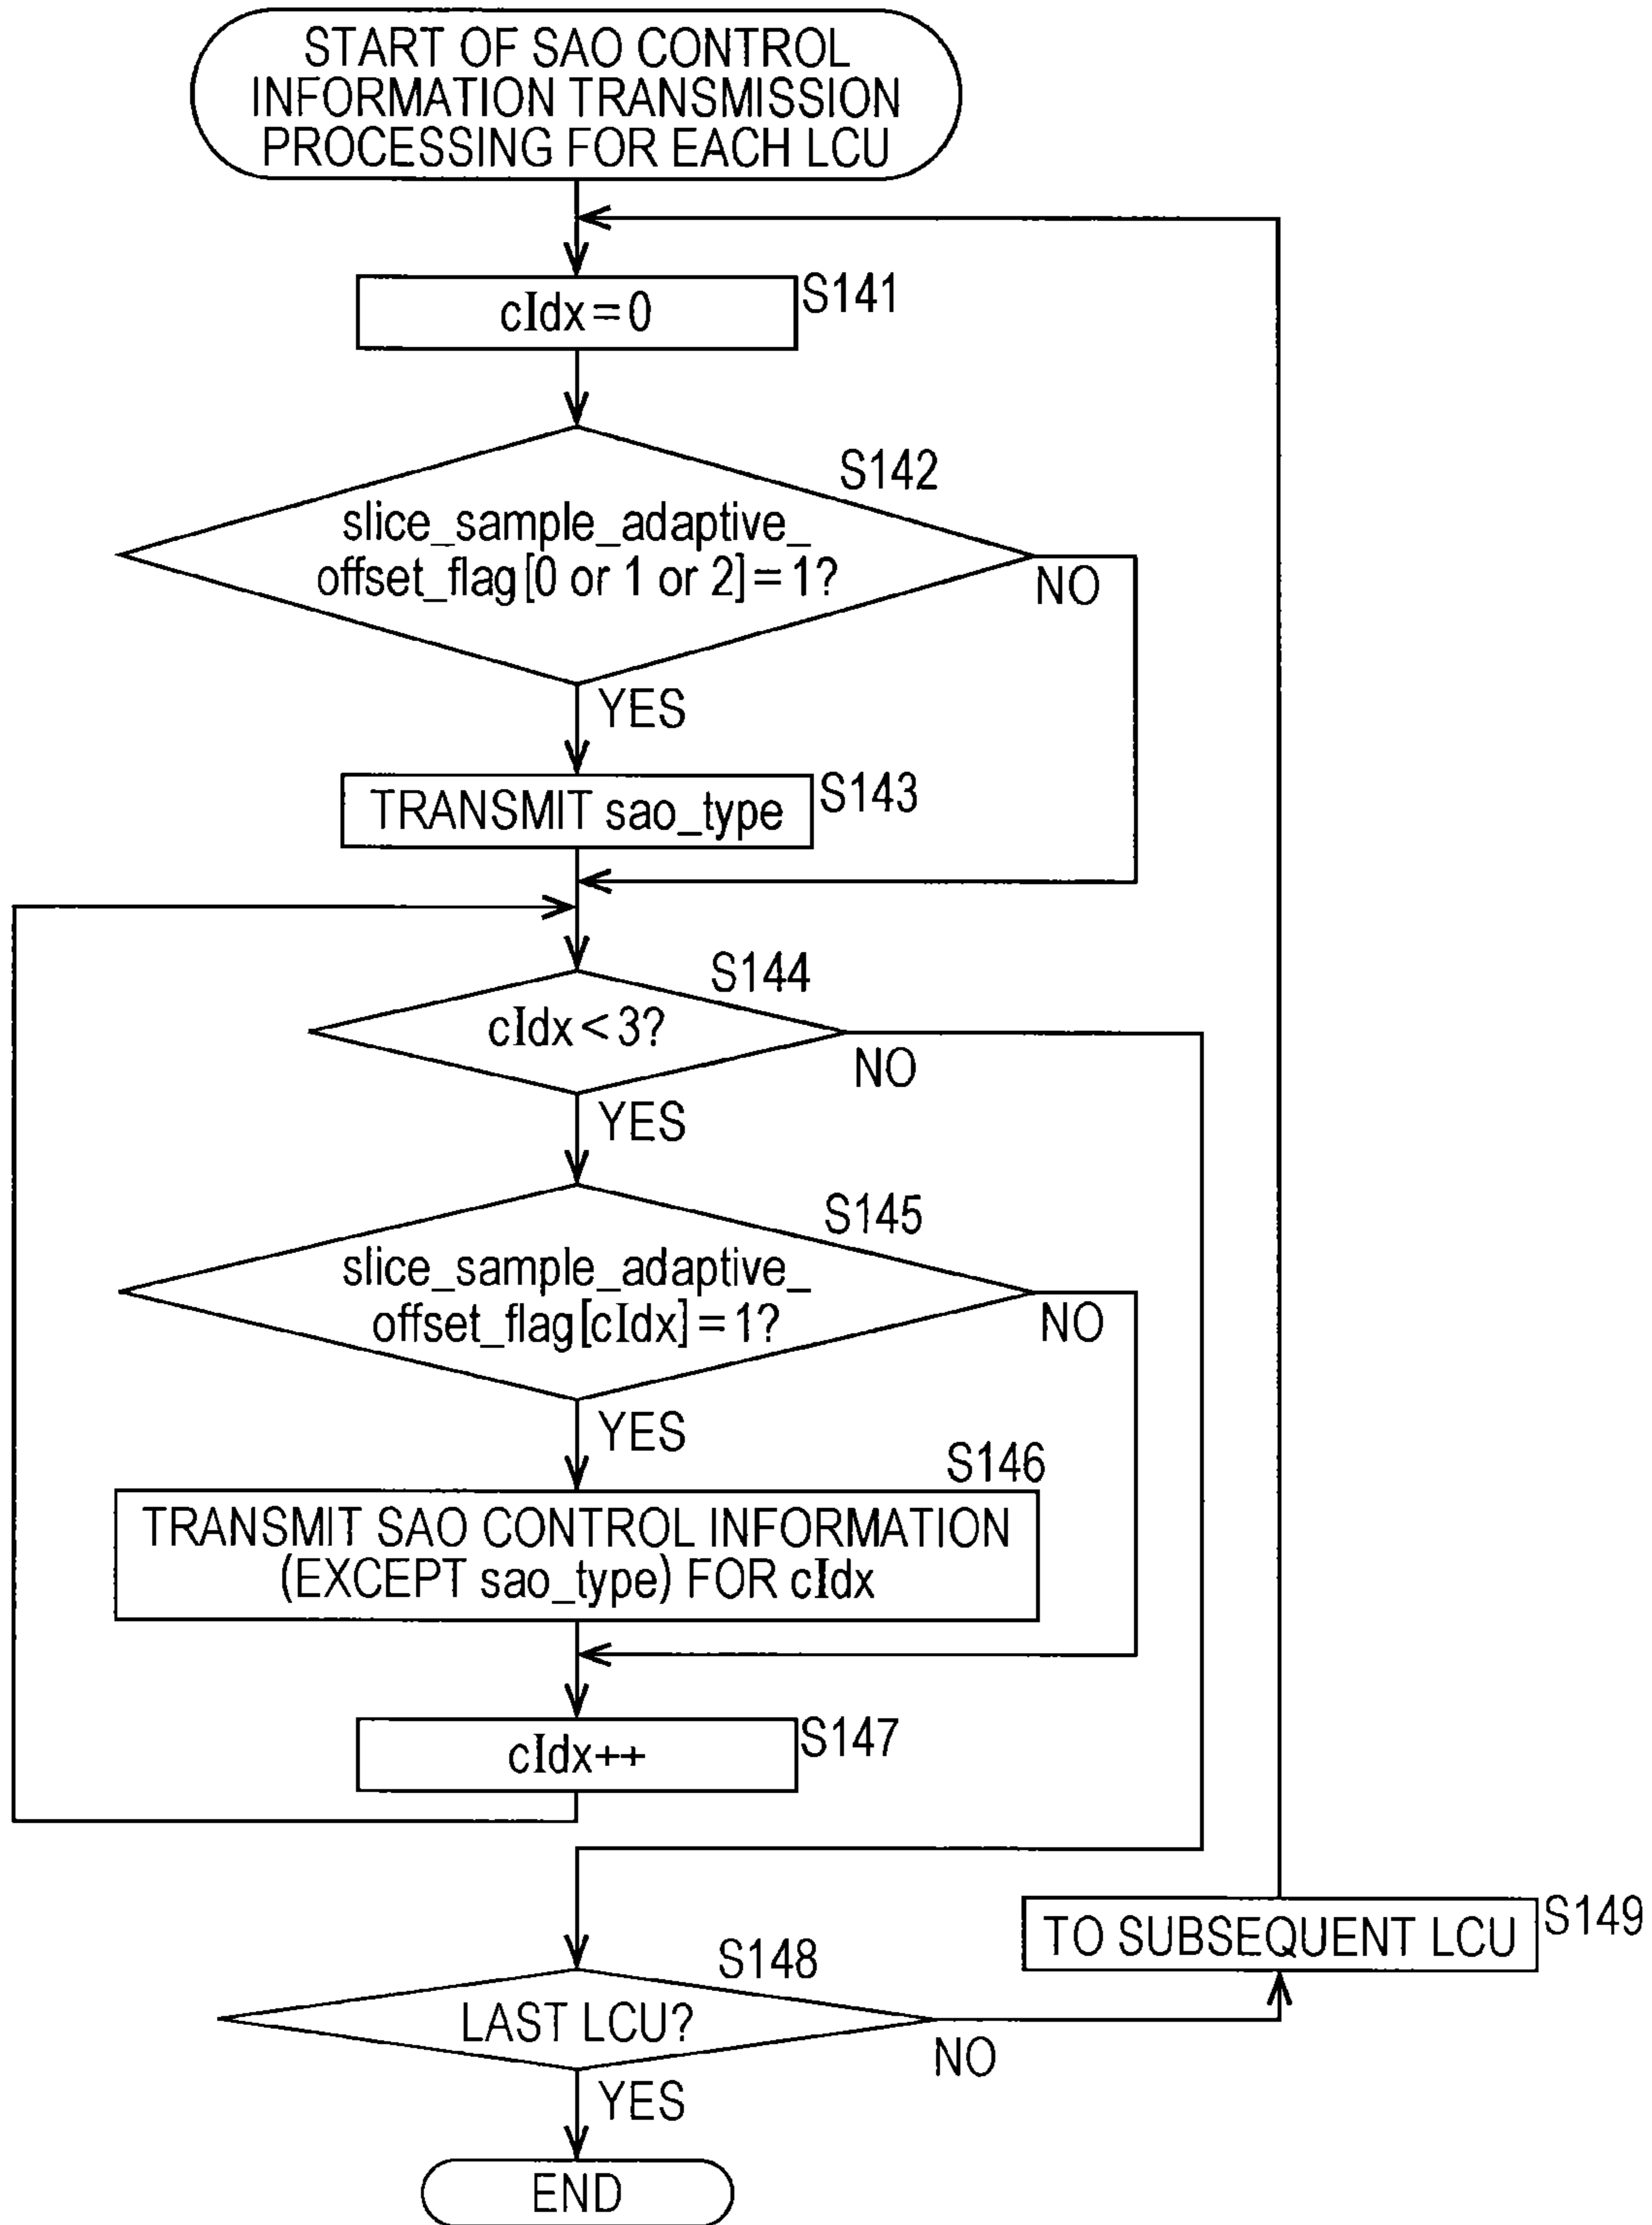 START OF SAO CONTROL
INFORMATION TRANSMISSION
PROCESSING FOR EACH LCU
cIdx=0
S141
S142
slice_sample_adaptive_
offset_flag[0 or 1 or 2]=1?
NO
YES
TRANSMIT sao_type
S143
S144
cIdx<3?
NO
YES
S145
slice_sample_adaptive_
offset_flag[cIdx]=1?
NO
YES
S146
TRANSMIT SAO CONTROL INFORMATION
(EXCEPT sao_type) FOR cIdx
cIdx++
S147
TO SUBSEQUENT LCU
S149
S148
LAST LCU?
NO
YES
END